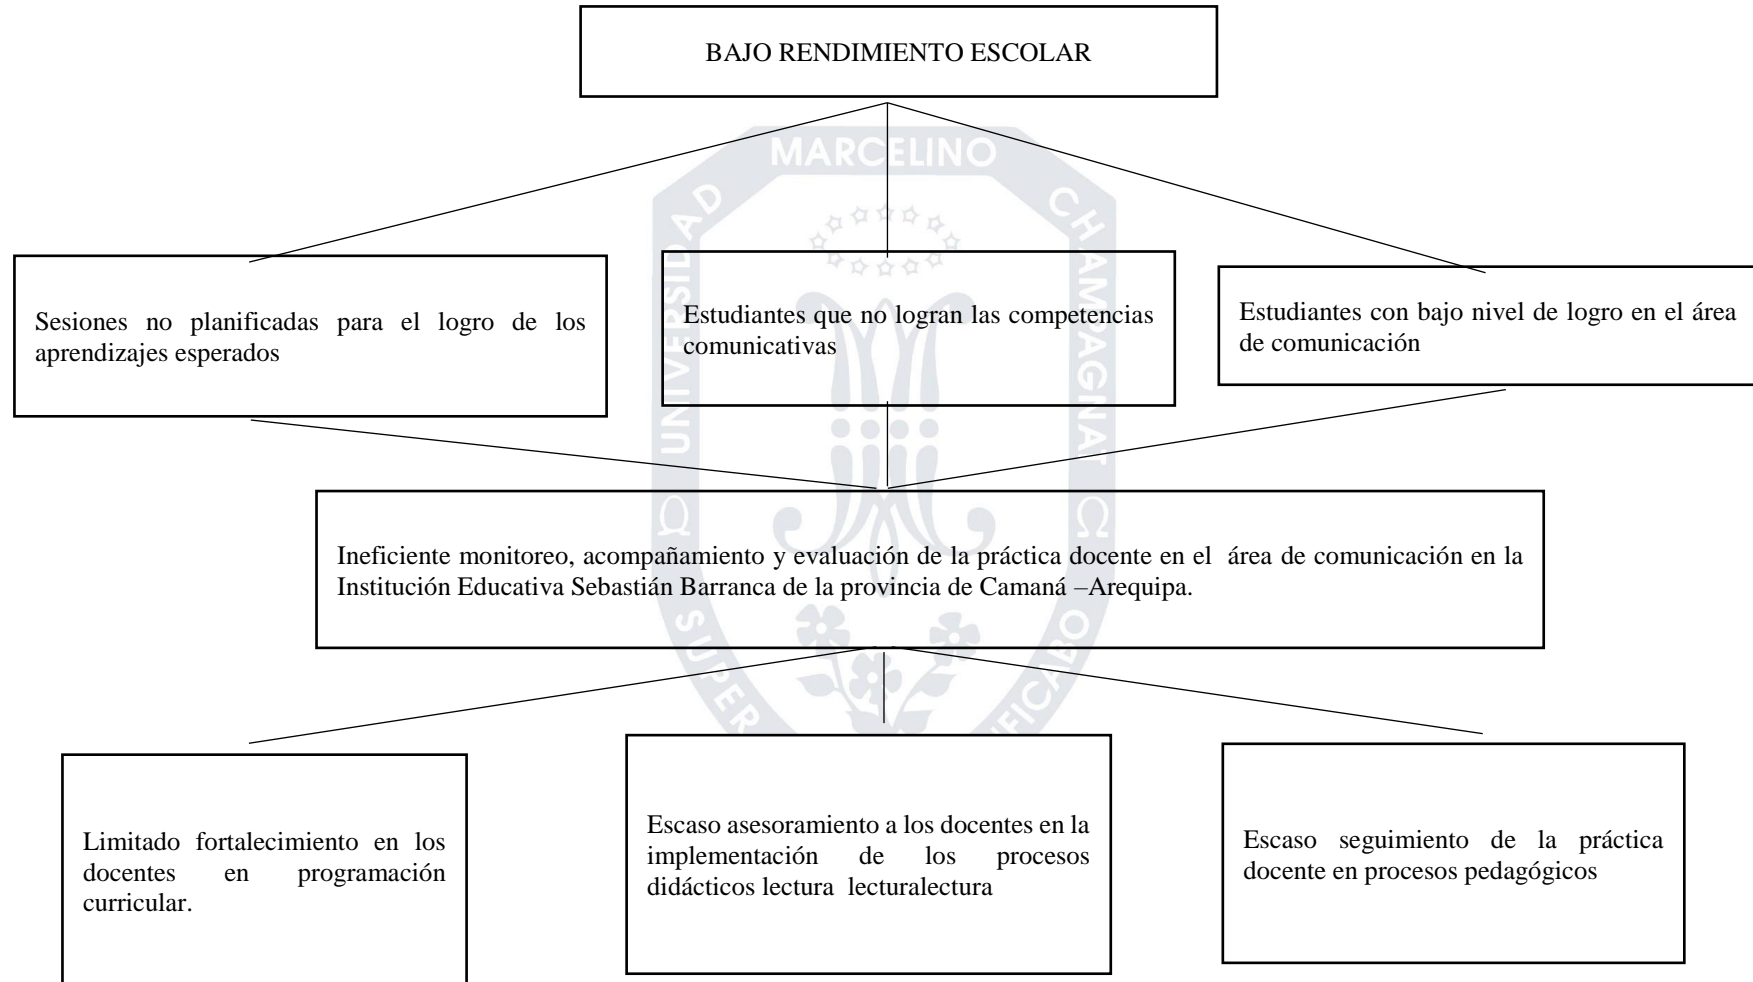 BAJO RENDIMIENTO ESCOLAR
UNIVERSIDAD MARCELINO CHAMPAGNAT
Sesiones no planificadas para el logro de los
aprendizajes esperados
Estudiantes que no logran las competencias
comunicativas
Estudiantes con bajo nivel de logro en el área
de comunicación
Ineficiente monitoreo, acompañamiento y evaluación de la práctica docente en el área de comunicación en la
Institución Educativa Sebastián Barranca de la provincia de Camaná –Arequipa.
Limitado fortalecimiento en los
docentes en programación
curricular.
Escaso asesoramiento a los docentes en la
implementación de los procesos
didácticos lectura lecturalectura
Escaso seguimiento de la práctica
docente en procesos pedagógicos